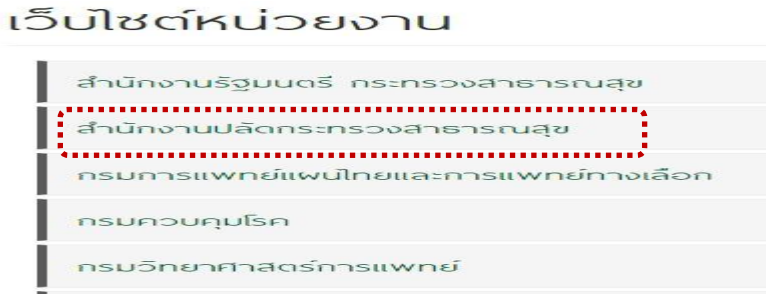 เว็บไซต์หน่วยงาน
สำนักงานรัฐมนตรี กระทรวงสาธารณสุข
สำนักงานปลัดกระทรวงสาธารณสุข
กรมการแพทย์แผนไทยและการแพทย์ทางเลือก
กรมควบคุมโรค
กรมวิทยาศาสตร์การแพทย์